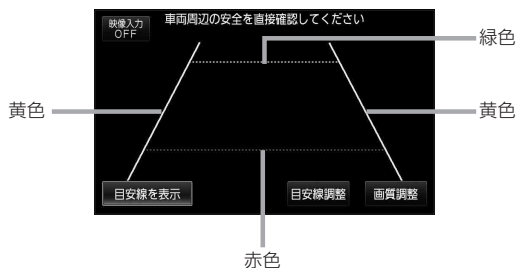 映像入力
OFF
車両周辺の安全を直接確認してください
緑色
黄色
黄色
目安線を表示
目安線調整
画質調整
赤色